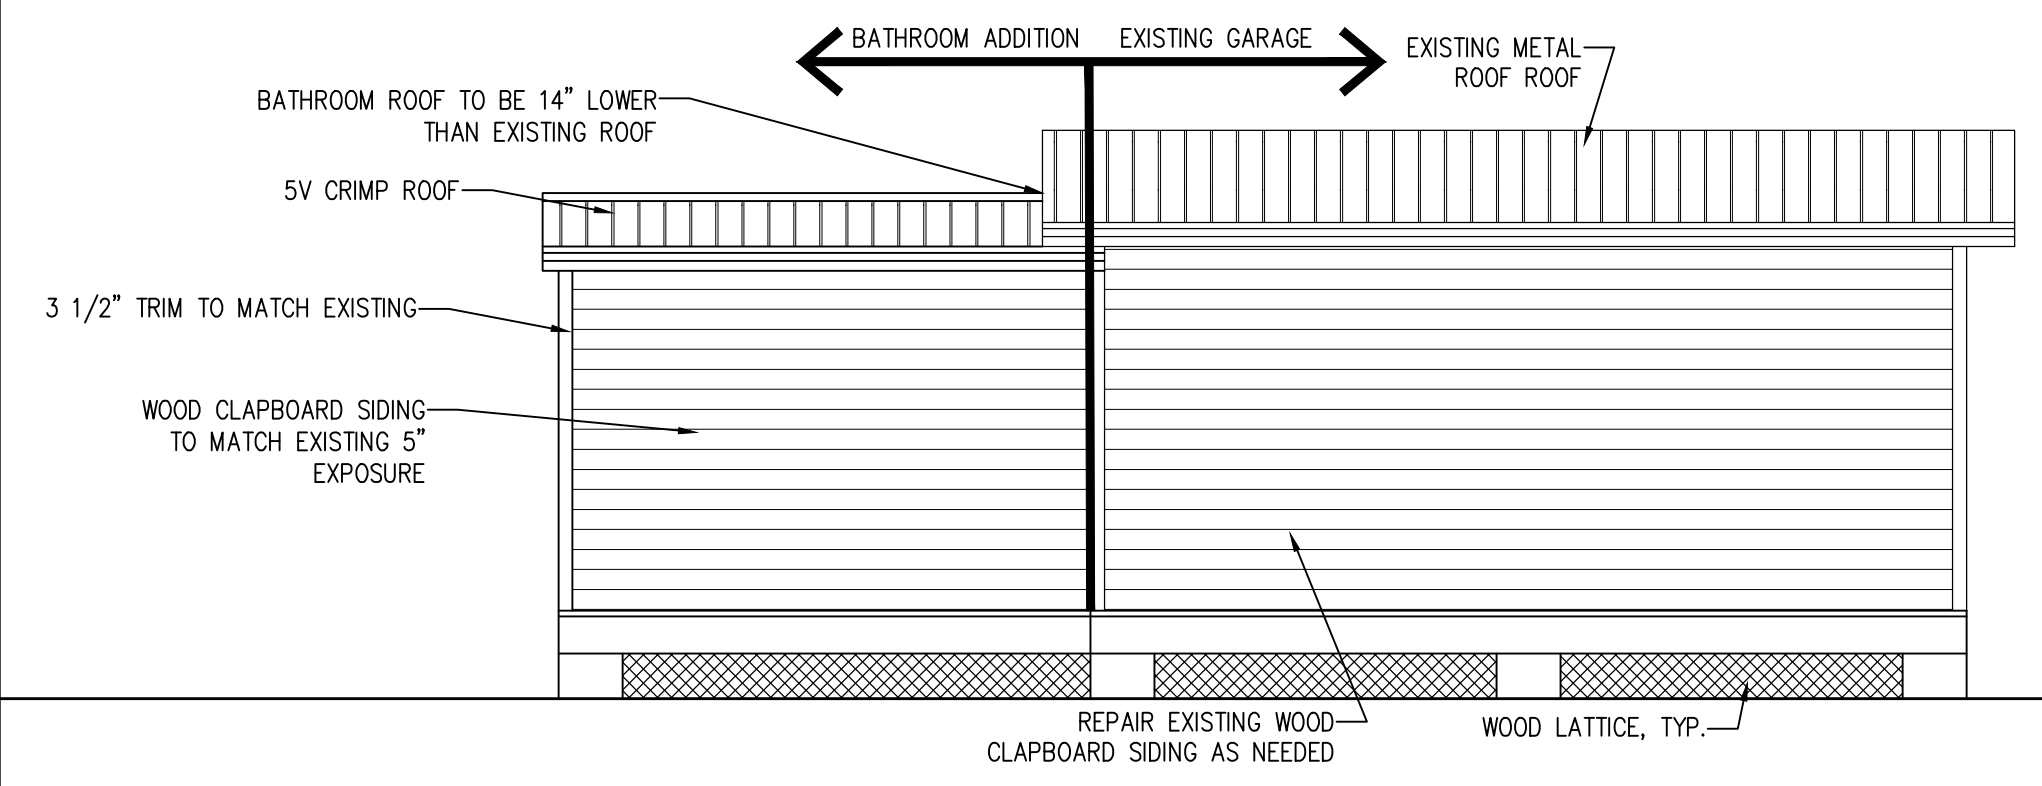 BATHROOM ADDITION
EXISTING GARAGE
EXISTING METAL
ROOF ROOF
BATHROOM ROOF TO BE 14” LOWER
THAN EXISTING ROOF
5V CRIMP ROOF
3 1/2” TRIM TO MATCH EXISTING
WOOD CLAPBOARD SIDING
TO MATCH EXISTING 5”
EXPOSURE
REPAIR EXISTING WOOD
CLAPBOARD SIDING AS NEEDED
WOOD LATTICE, TYP.